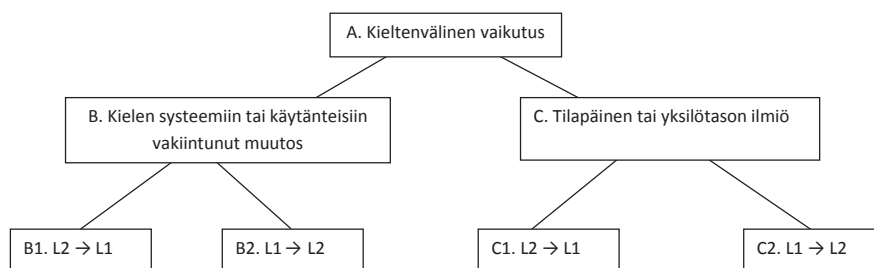 A. Kieltenvälinen vaikutus
B. Kielen systeemiin tai käytänteisiin
vakiintunut muutos
C. Tilapäinen tai yksilötason ilmiö
B1. L2 → L1
B2. L1 → L2
C1. L2 → L1
C2. L1 → L2